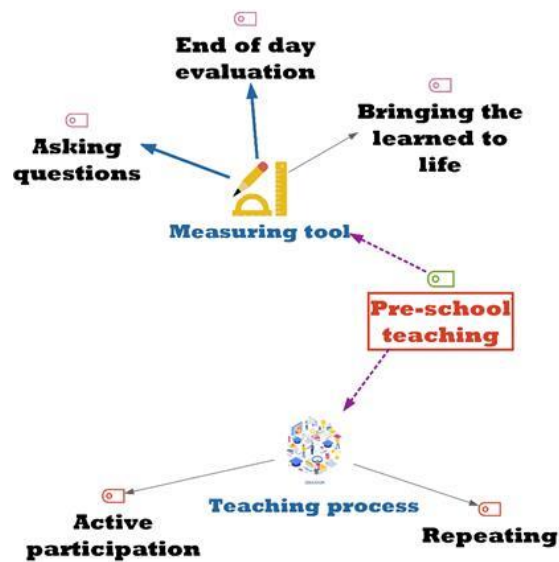 End of day
evaluation
Bringing the
learned to
life
Asking
questions
Measuring tool
Pre-school
teaching
Teaching process
Active
participation
Repeating